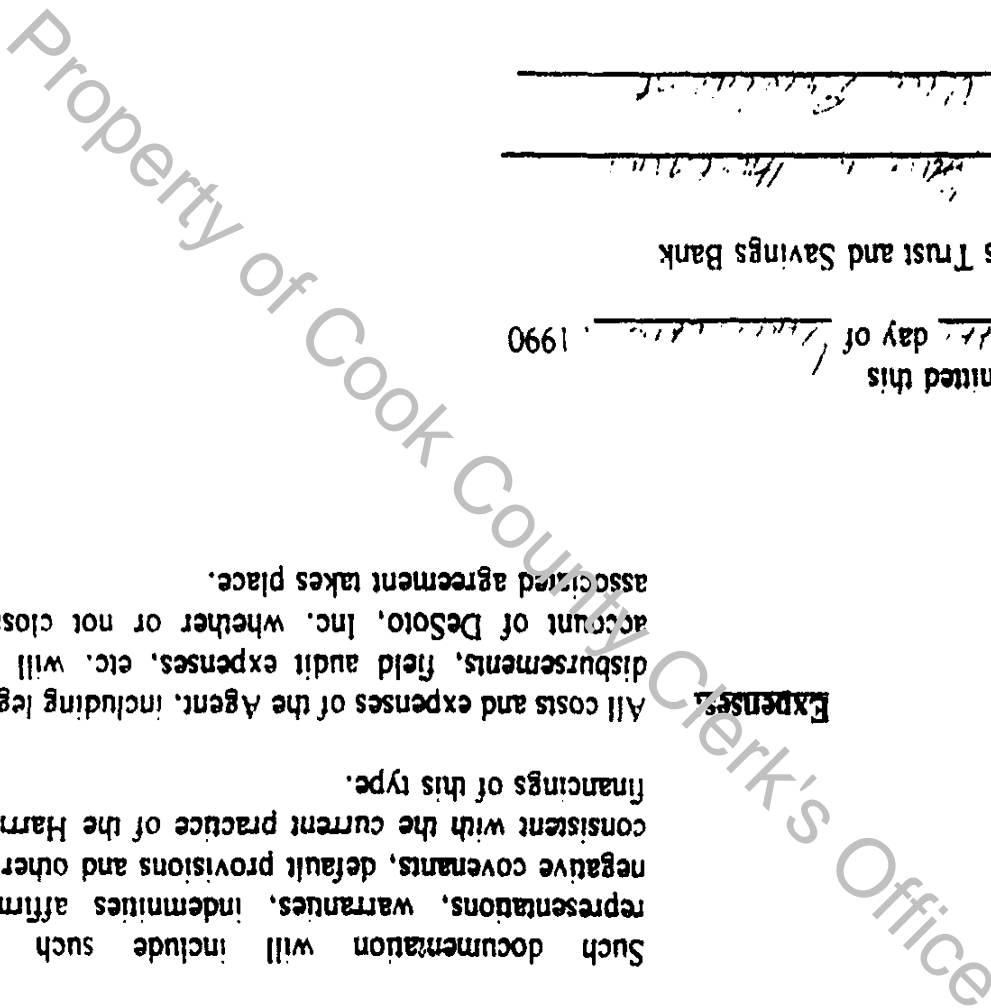 Such documentation will include such
representations, warranties, indemnities affirm
negative covenants, default provisions and other
consistent with the current practice of the Harri
financings of this type.
Expenses
All costs and expenses of the Agent, including leg
disbursements, field audit expenses, etc. will
account of DeSoto, Inc. whether or not clos
associated agreement takes place.
mitted this
day of , 1990
s Trust and Savings Bank
Vice President
Property of Cook County Clerk's Office